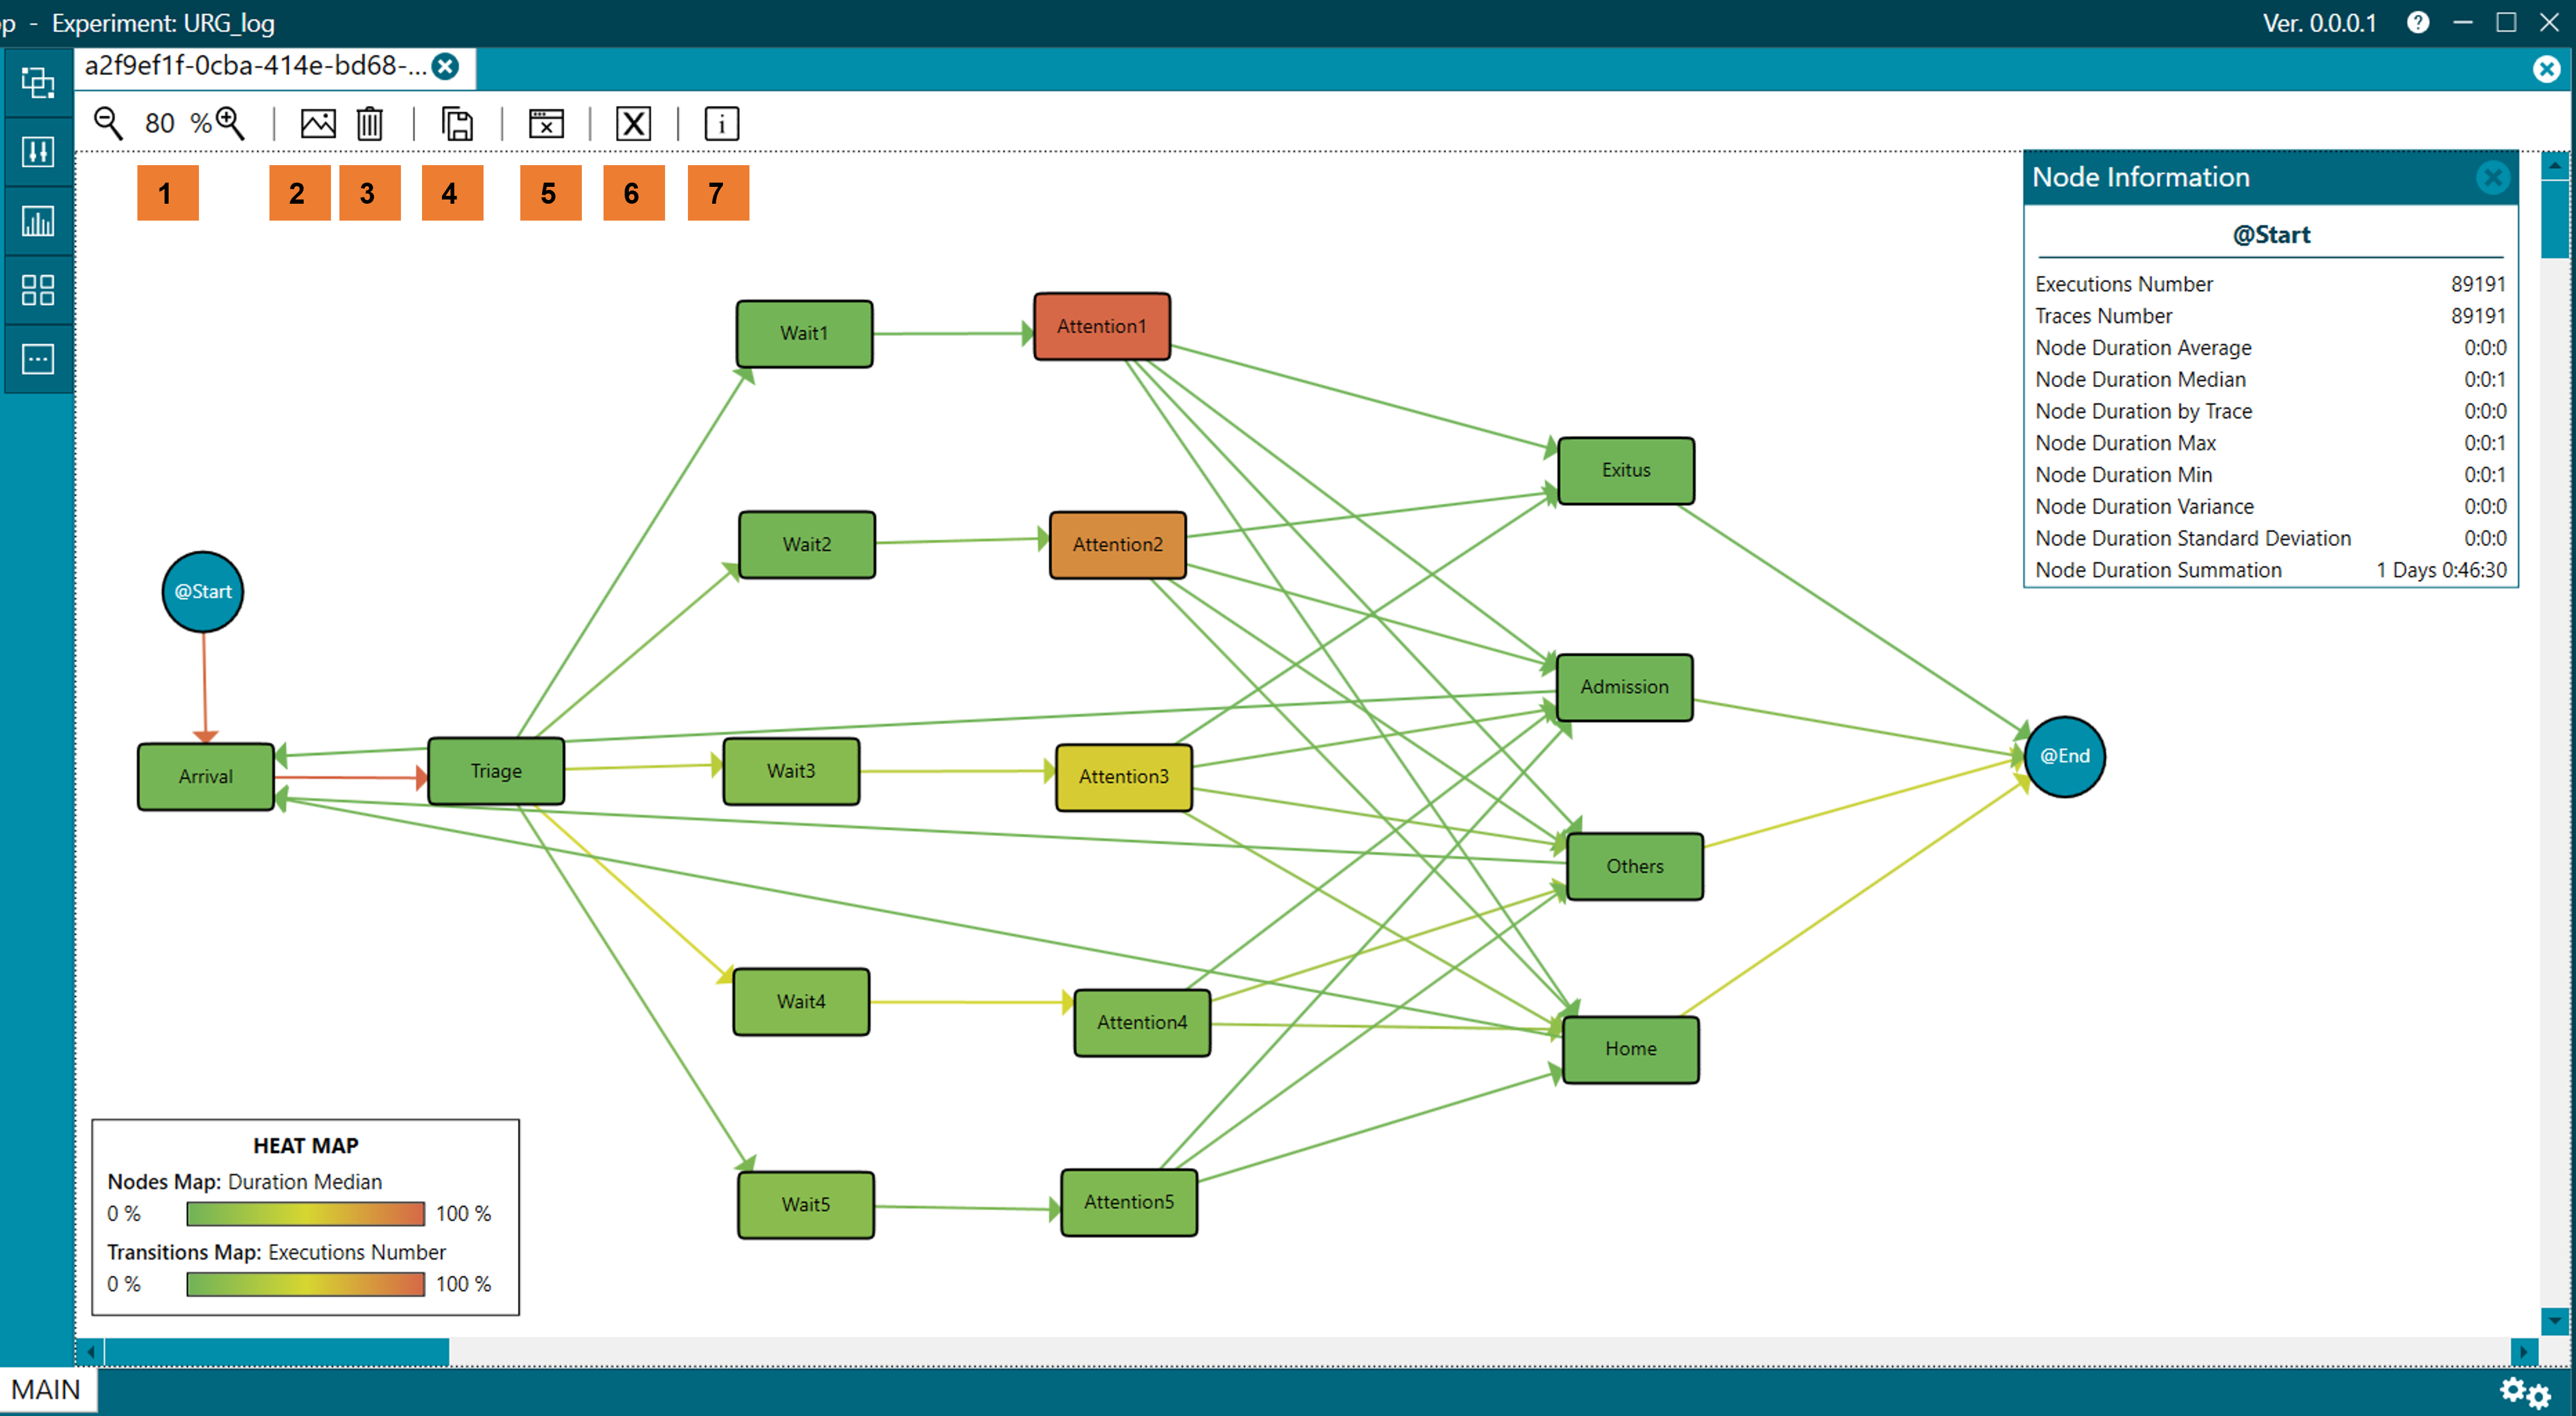 op - Experiment: URG_log
Ver. 0.0.0.1
a2f9ef1f-0cba-414e-bd68-...
80 %
1 2 3 4 5 6 7
Node Information
@Start
Executions Number 89191
Traces Number 89191
Node Duration Average 0:0:0
Node Duration Median 0:0:1
Node Duration by Trace 0:0:0
Node Duration Max 0:0:1
Node Duration Min 0:0:1
Node Duration Variance 0:0:0
Node Duration Standard Deviation 0:0:0
Node Duration Summation 1 Days 0:46:30
Wait1
Attention1
Exitus
Wait2
Attention2
@Start
Admission
Arrival
Triage
Wait3
Attention3
@End
Others
Wait4
Attention4
Home
Wait5
Attention5
HEAT MAP
Nodes Map: Duration Median
0 % 100 %
Transitions Map: Executions Number
0 % 100 %
MAIN